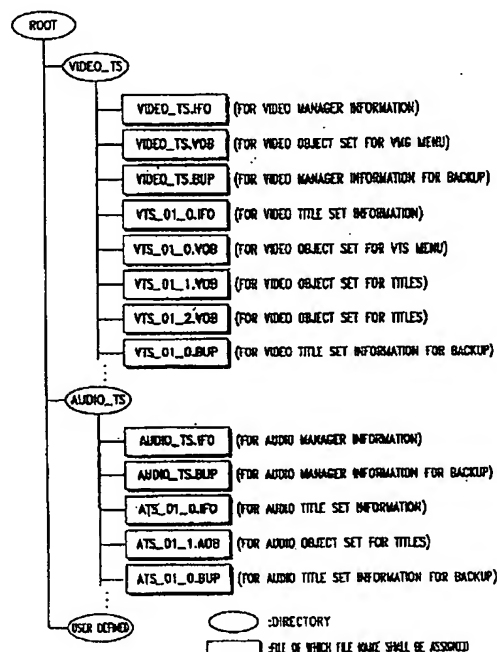 ROOT
VIDEO_TS
VIDEO_TS.IFO (FOR VIDEO MANAGER INFORMATION)
VIDEO_TS.VOB (FOR VIDEO OBJECT SET FOR VMG MENU)
VIDEO_TS.BUP (FOR VIDEO MANAGER INFORMATION FOR BACKUP)
VTS_01_0.IFO (FOR VIDEO TITLE SET INFORMATION)
VTS_01_0.VOB (FOR VIDEO OBJECT SET FOR VTS MENU)
VTS_01_1.VOB (FOR VIDEO OBJECT SET FOR TITLES)
VTS_01_2.VOB (FOR VIDEO OBJECT SET FOR TITLES)
VTS_01_0.BUP (FOR VIDEO TITLE SET INFORMATION FOR BACKUP)
AUDIO_TS
AUDIO_TS.IFO (FOR AUDIO MANAGER INFORMATION)
AUDIO_TS.BUP (FOR AUDIO MANAGER INFORMATION FOR BACKUP)
ATS_01_0.IFO (FOR AUDIO TITLE SET INFORMATION)
ATS_01_1.AOB (FOR AUDIO OBJECT SET FOR TITLES)
ATS_01_0.BUP (FOR AUDIO TITLE SET INFORMATION FOR BACKUP)
USER DEFINED
:DIRECTORY
:FILE OF WHICH FILE NAME SHALL BE ASSIGNED